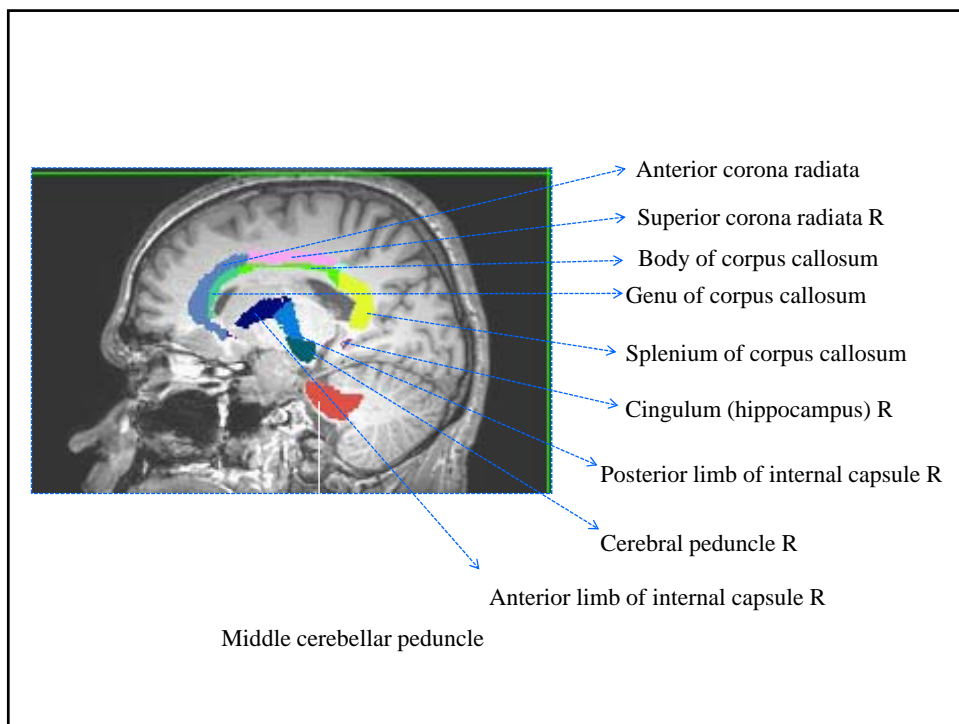 Anterior corona radiata
Superior corona radiata R
Body of corpus callosum
Genu of corpus callosum
Splenium of corpus callosum
Cingulum (hippocampus) R
Posterior limb of internal capsule R
Cerebral peduncle R
Anterior limb of internal capsule R
Middle cerebellar peduncle